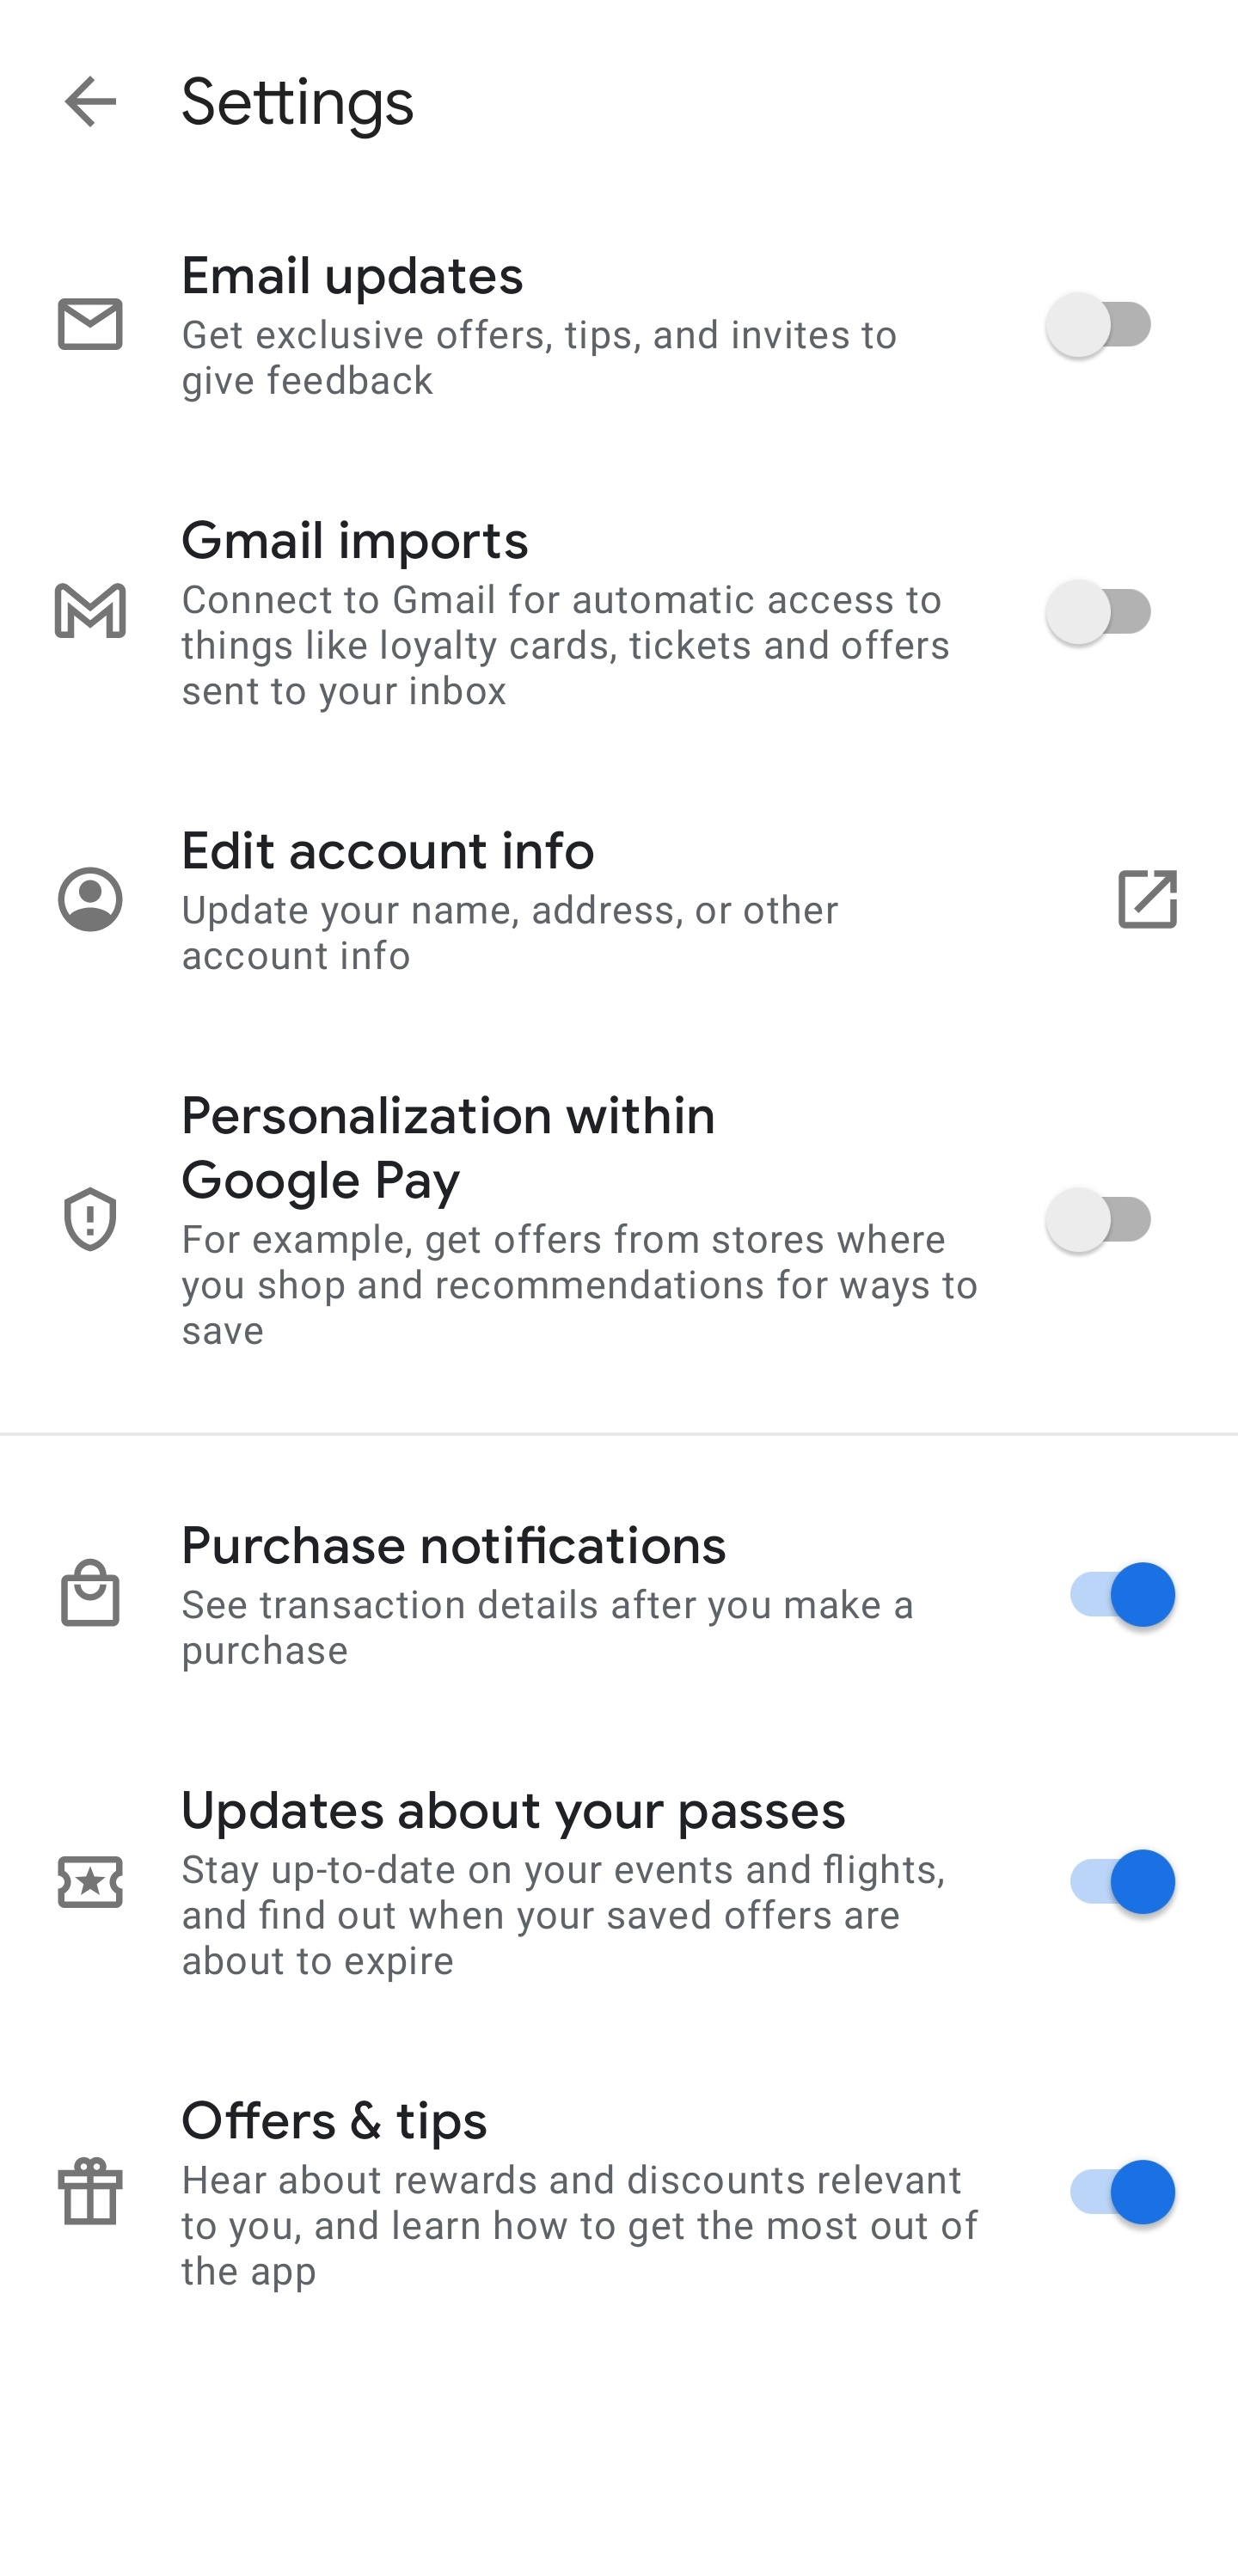 Settings
Email updates
Get exclusive offers, tips, and invites to
give feedback
Gmail imports
Connect to Gmail for automatic access to
things like loyalty cards, tickets and offers
sent to your inbox
Edit account info
Update your name, address, or other
account info
Personalization within
Google Pay
For example, get offers from stores where
you shop and recommendations for ways to
save
Purchase notifications
See transaction details after you make a
purchase
Updates about your passes
Stay up-to-date on your events and flights,
and find out when your saved offers are
about to expire
Offers & tips
Hear about rewards and discounts relevant
to you, and learn how to get the most out of
the app